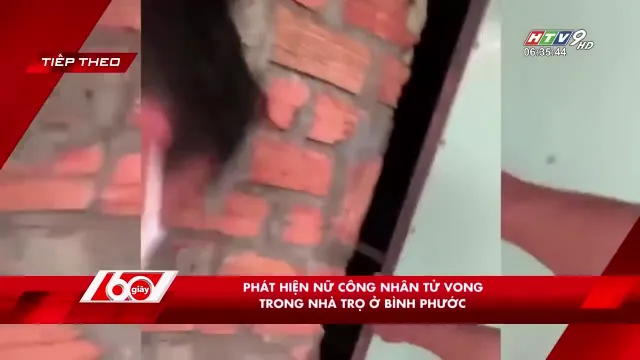 TIẾP THEO
HTV9 HD
06:35:44
60 giây
PHÁT HIỆN NỮ CÔNG NHÂN TỬ VONG
TRONG NHÀ TRỌ Ở BÌNH PHƯỚC